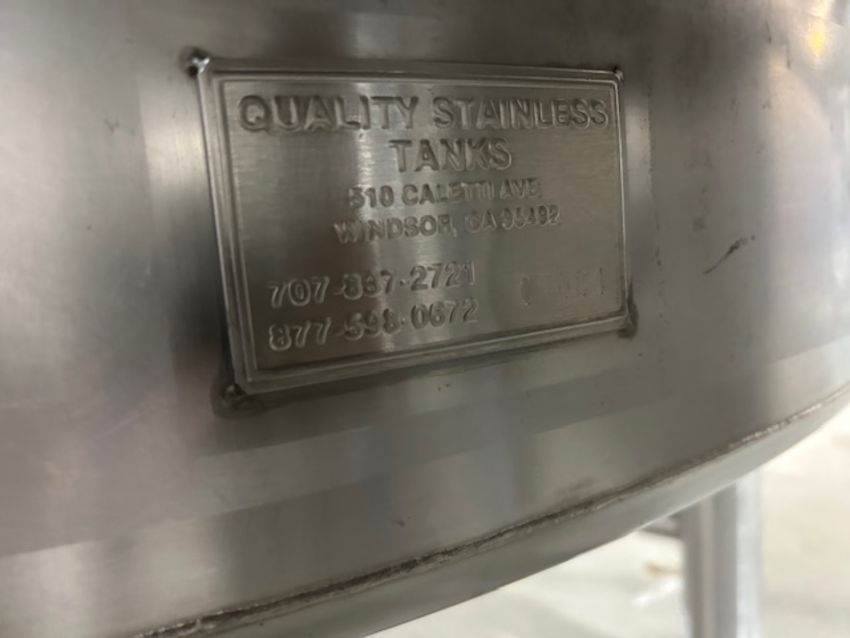 QUALITY STAINLESS
TANKS
510 CALETTI AVE
WINDSOR, CA 95492
707-837-2721
877-598-0672